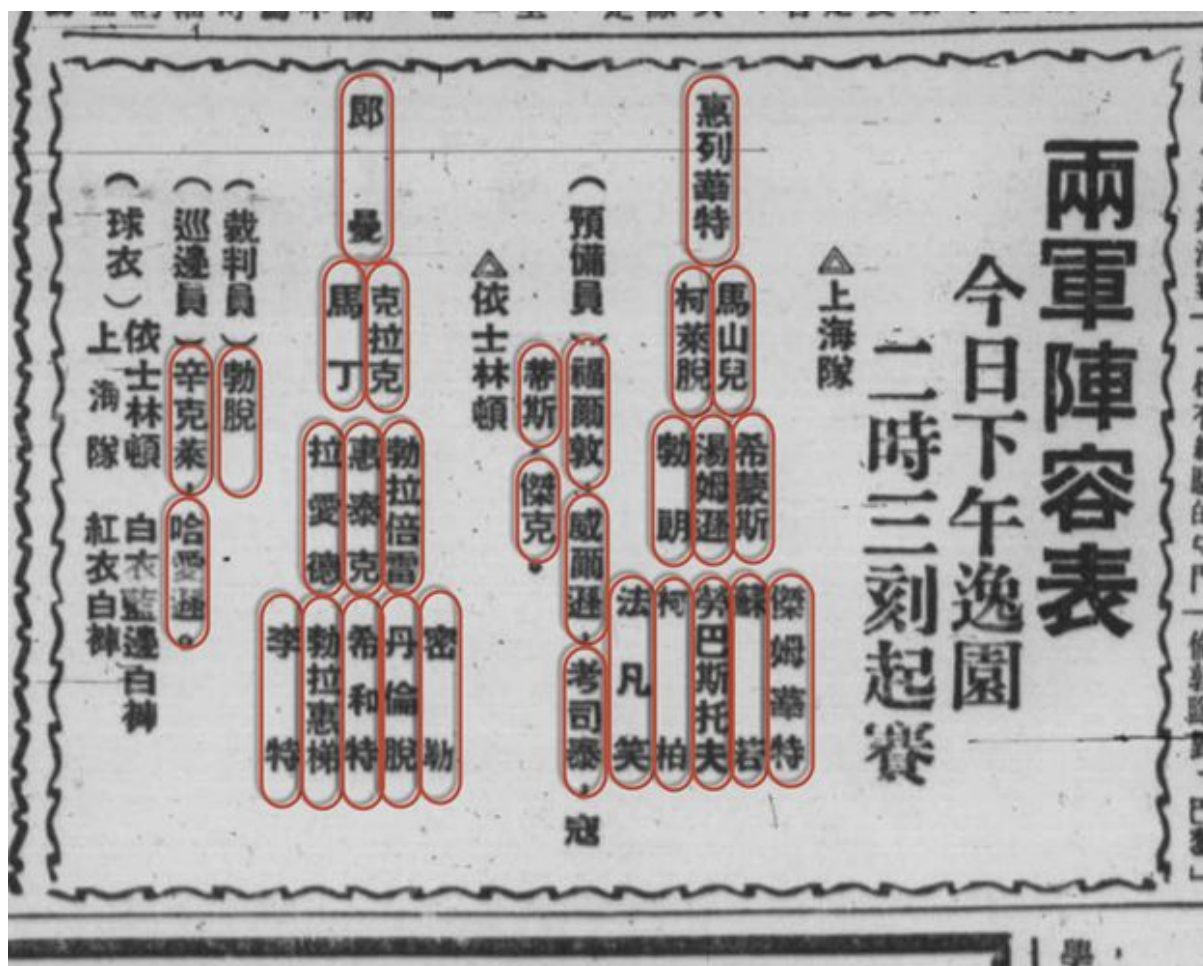 兩軍陣容表
今日下午逸園
二時三刻起賽
△上海隊
惠列華特
馬山兒
柯萊脫
希蒙斯
湯姆遜
勃朗
傑姆華特
蘇若
勞巴斯托夫
柯柏
法凡笑
(預備員)福爾敦,威爾遜,考司泰,寇
蒂斯,傑克。
△依士林頓
郎曼
克拉克
馬丁
勃拉倍雷
惠泰克
拉愛德
密勒
丹倫脫
希和特
勃拉惠梯
李特
(裁判員)勃脫
(巡邊員)辛克萊,哈愛遜。
(球衣)依士林頓 白衣藍邊白褲
上海隊 紅衣白褲